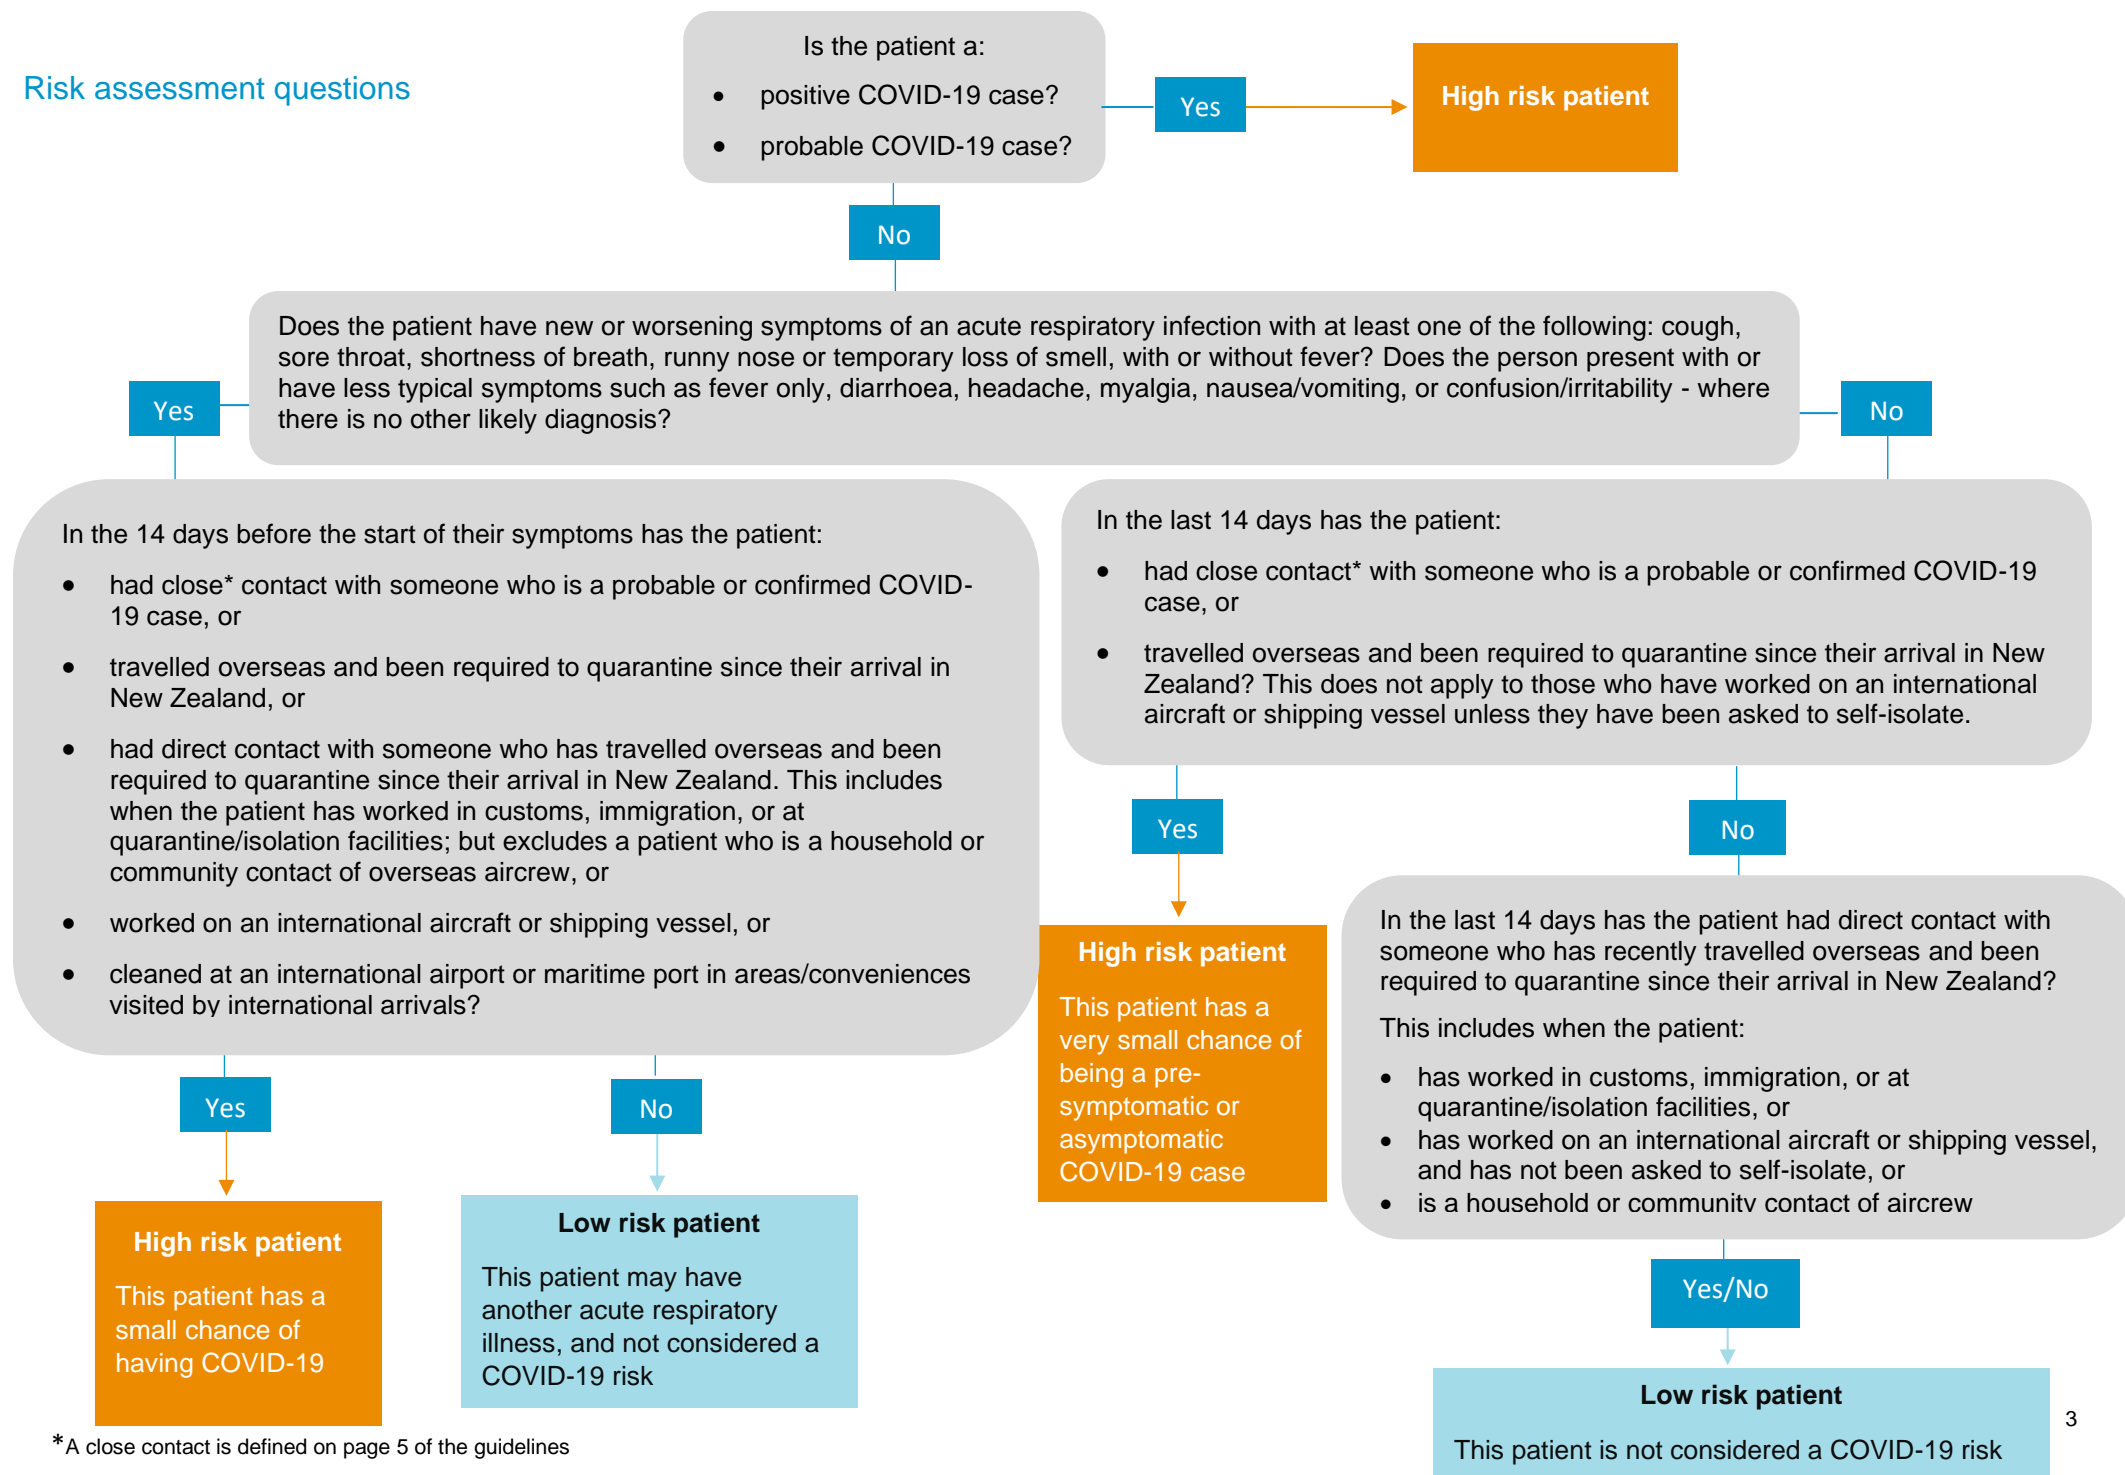 Risk assessment questions
Is the patient a:
• positive COVID-19 case?
• probable COVID-19 case?
Yes
High risk patient
No
Does the patient have new or worsening symptoms of an acute respiratory infection with at least one of the following: cough,
sore throat, shortness of breath, runny nose or temporary loss of smell, with or without fever? Does the person present with or
have less typical symptoms such as fever only, diarrhoea, headache, myalgia, nausea/vomiting, or confusion/irritability - where
there is no other likely diagnosis?
Yes
No
In the 14 days before the start of their symptoms has the patient:
• had close* contact with someone who is a probable or confirmed COVID-
19 case, or
• travelled overseas and been required to quarantine since their arrival in
New Zealand, or
• had direct contact with someone who has travelled overseas and been
required to quarantine since their arrival in New Zealand. This includes
when the patient has worked in customs, immigration, or at
quarantine/isolation facilities; but excludes a patient who is a household or
community contact of overseas aircrew, or
• worked on an international aircraft or shipping vessel, or
• cleaned at an international airport or maritime port in areas/conveniences
visited by international arrivals?
In the last 14 days has the patient:
• had close contact* with someone who is a probable or confirmed COVID-19
case, or
• travelled overseas and been required to quarantine since their arrival in New
Zealand? This does not apply to those who have worked on an international
aircraft or shipping vessel unless they have been asked to self-isolate.
Yes
No
High risk patient
This patient has a
very small chance of
being a pre-
symptomatic or
asymptomatic
COVID-19 case
In the last 14 days has the patient had direct contact with
someone who has recently travelled overseas and been
required to quarantine since their arrival in New Zealand?
This includes when the patient:
• has worked in customs, immigration, or at
quarantine/isolation facilities, or
• has worked on an international aircraft or shipping vessel,
and has not been asked to self-isolate, or
• is a household or community contact of aircrew
Yes
No
High risk patient
This patient has a
small chance of
having COVID-19
Low risk patient
This patient may have
another acute respiratory
illness, and not considered a
COVID-19 risk
Yes/No
Low risk patient
This patient is not considered a COVID-19 risk
*A close contact is defined on page 5 of the guidelines
3